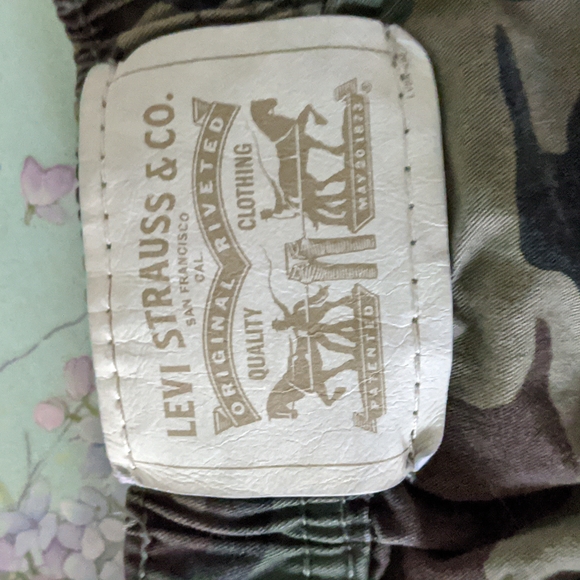 LEVI STRAUSS & CO.
SAN FRANCISCO
CAL.
ORIGINAL RIVETED
QUALITY CLOTHING
PATENTED MAY 20 1873
®